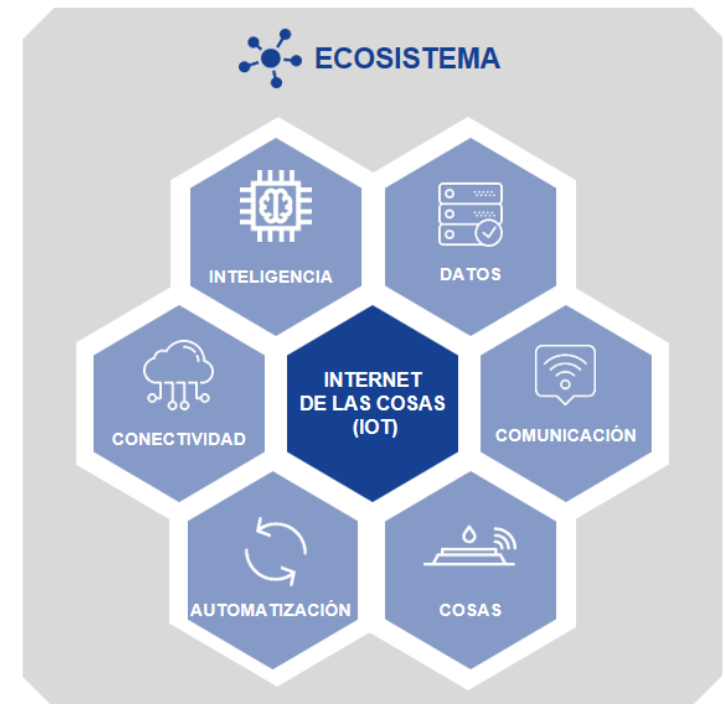 ECOSISTEMA
INTELIGENCIA
DATOS
CONECTIVIDAD
INTERNET
DE LAS COSAS
(IOT)
COMUNICACIÓN
AUTOMATIZACIÓN
COSAS